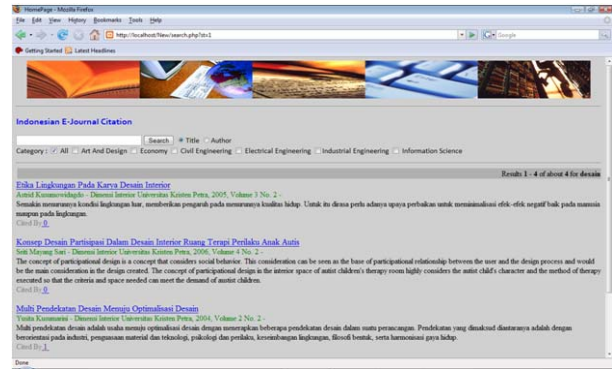 HomePage - Mozilla Firefox
File Edit View History Bookmarks Tools Help
http://localhost/New/search.php?dt=1
Google
Getting Started Latest Headlines
Indonesian E-Journal Citation
Search Title Author
Category : All Art And Design Economy Civil Engineering Electrical Engineering Industrial Engineering Information Science
Results 1 - 4 of about 4 for desain
Etika Lingkungan Pada Karya Desain Interior
Astrid Kusumowidagdo - Dimensi Interior Universitas Kristen Petra, 2005, Volume 3 No. 2 -
Semakin menurunnya kondisi lingkungan luar, memberikan pengaruh pada menurunnya kualitas hidup. Untuk itu dirasa perlu adanya upaya perbaikan untuk meminimalisasi efek-efek negatif baik pada manusia
maupun pada lingkungan.
Cited By 0
Konsep Desain Partisipasi Dalam Desain Interior Ruang Terapi Perilaku Anak Autis
Sriti Mayang Sari - Dimensi Interior Universitas Kristen Petra, 2006, Volume 4 No. 2 -
The concept of participational design is a concept that considers social behavior. This consideration can be seen as the base of participational relationship between the user and the design process and would
be the main consideration in the design created. The concept of participational design in the interior space of autist children's therapy room highly considers the autist child's character and the method of therapy
executed so that the criteria and space needed can meet the demand of austist children.
Cited By 0
Multi Pendekatan Desain Menuju Optimalisasi Desain
Yusita Kusumarini - Dimensi Interior Universitas Kristen Petra, 2004, Volume 2 No. 2 -
Multi pendekatan desain adalah usaha menuju optimalisasi desain dengan menerapkan beberapa pendekatan desain dalam suatu perancangan. Pendekatan yang dimaksud diantaranya adalah dengan
berorientasi pada industri, penguasaan material dan teknologi, psikologi dan perilaku, keseimbangan lingkungan, filosofi bentuk, serta harmonisasi gaya hidup.
Cited By 1
Done